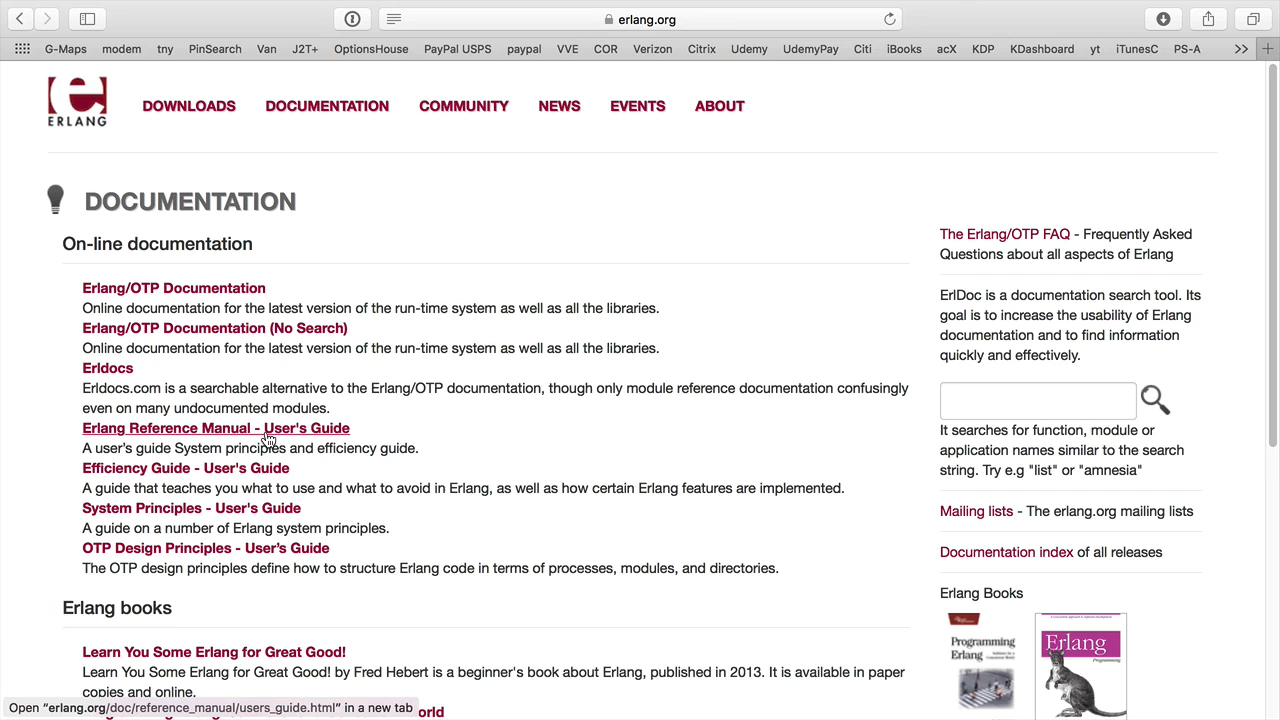 erlang.org
G-Maps modem tny PinSearch Van J2T+ OptionsHouse PayPal USPS paypal VVE COR Verizon Citrix Udemy UdemyPay Citi iBooks acX KDP KDashboard yt iTunesC PS-A
ERLANG
DOWNLOADS DOCUMENTATION COMMUNITY NEWS EVENTS ABOUT
DOCUMENTATION
On-line documentation
Erlang/OTP Documentation
Online documentation for the latest version of the run-time system as well as all the libraries.
Erlang/OTP Documentation (No Search)
Online documentation for the latest version of the run-time system as well as all the libraries.
Erldocs
Erldocs.com is a searchable alternative to the Erlang/OTP documentation, though only module reference documentation confusingly
even on many undocumented modules.
Erlang Reference Manual - User's Guide
A user's guide System principles and efficiency guide.
Efficiency Guide - User's Guide
A guide that teaches you what to use and what to avoid in Erlang, as well as how certain Erlang features are implemented.
System Principles - User's Guide
A guide on a number of Erlang system principles.
OTP Design Principles - User's Guide
The OTP design principles define how to structure Erlang code in terms of processes, modules, and directories.
Erlang books
Learn You Some Erlang for Great Good!
Learn You Some Erlang for Great Good! by Fred Hebert is a beginner's book about Erlang, published in 2013. It is available in paper
copies and online.
Open "erlang.org/doc/reference_manual/users_guide.html" in a new tab
The Erlang/OTP FAQ - Frequently Asked
Questions about all aspects of Erlang
ErlDoc is a documentation search tool. Its
goal is to increase the usability of Erlang
documentation and to find information
quickly and effectively.
It searches for function, module or
application names similar to the search
string. Try e.g "list" or "amnesia"
Mailing lists - The erlang.org mailing lists
Documentation index of all releases
Erlang Books
Programming
Erlang
Erlang
Programming